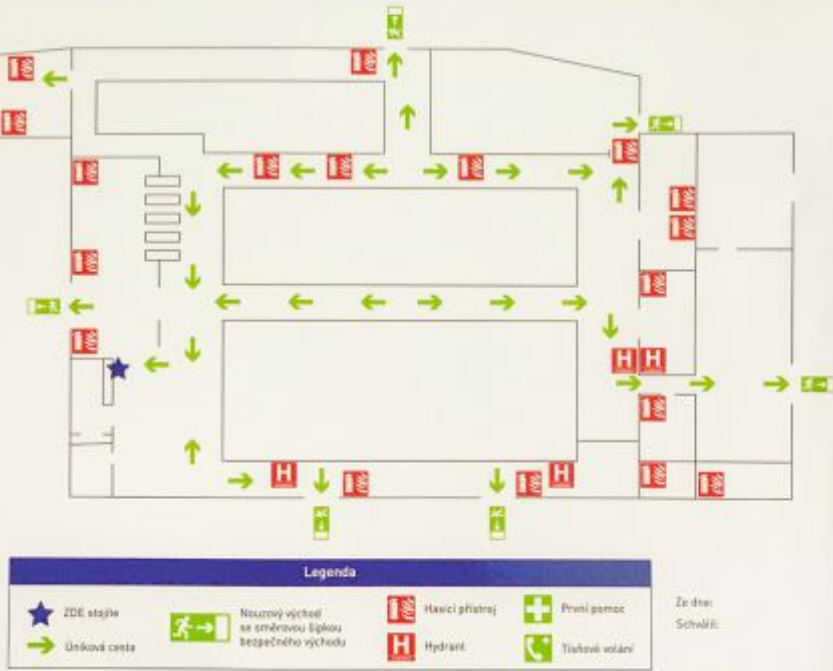 Legenda
ZDE stojíte
Úniková cesta
Nouzový východ
se směrovou šipkou
bezpečného východu
Hasicí přístroj
H Hydrant
První pomoc
Tísňové volání
Ze dne:
Schválil:
H
H
H
H